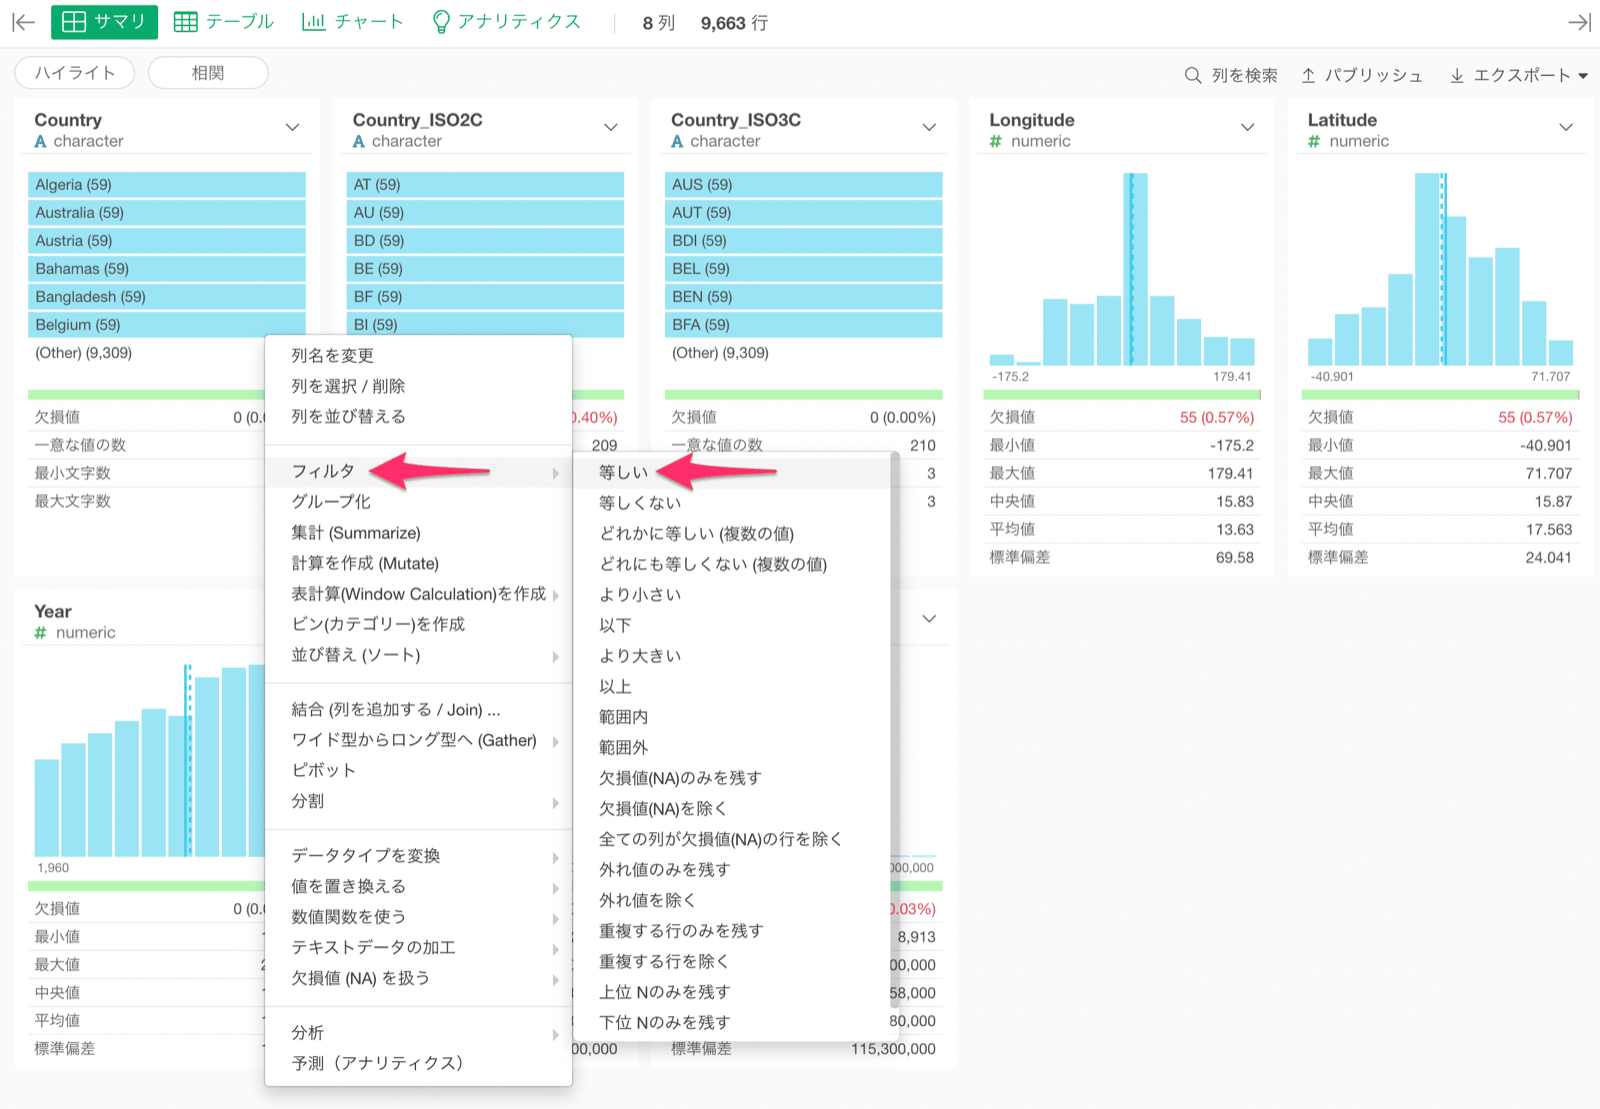 サマリ テーブル チャート アナリティクス 8 列 9,663 行
ハイライト 相関 列を検索 パブリッシュ エクスポート
Country
A character
Algeria (59)
Australia (59)
Austria (59)
Bahamas (59)
Bangladesh (59)
Belgium (59)
(Other) (9,309)
欠損値 0 (0.0
一意な値の数
最小文字数
最大文字数
Country_ISO2C
A character
AT (59)
AU (59)
BD (59)
BE (59)
BF (59)
BI (59)
0.40%)
209
Country_ISO3C
A character
AUS (59)
AUT (59)
BDI (59)
BEL (59)
BEN (59)
BFA (59)
(Other) (9,309)
欠損値 0 (0.00%)
一意な値の数 210
3
3
Longitude
# numeric
-175.2 179.41
欠損値 55 (0.57%)
最小値 -175.2
最大値 179.41
中央値 15.83
平均値 13.63
標準偏差 69.58
Latitude
# numeric
-40.901 71.707
欠損値 55 (0.57%)
最小値 -40.901
最大値 71.707
中央値 15.87
平均値 17.563
標準偏差 24.041
Year
# numeric
1,960
欠損値 0 (0.0
最小値
最大値
中央値
平均値
標準偏差
列名を変更
列を選択 / 削除
列を並び替える
フィルタ
グループ化
集計 (Summarize)
計算を作成 (Mutate)
表計算(Window Calculation)を作成
ビン(カテゴリー)を作成
並び替え (ソート)
結合 (列を追加する / Join) ...
ワイド型からロング型へ (Gather)
ピボット
分割
データタイプを変換
値を置き換える
数値関数を使う
テキストデータの加工
欠損値 (NA) を扱う
分析
予測（アナリティクス）
等しい
等しくない
どれかに等しい (複数の値)
どれにも等しくない (複数の値)
より小さい
以下
より大きい
以上
範囲内
範囲外
欠損値(NA)のみを残す
欠損値(NA)を除く
全ての列が欠損値(NA)の行を除く
外れ値のみを残す
外れ値を除く
重複する行のみを残す
重複する行を除く
上位 Nのみを残す
下位 Nのみを残す
00,000
000,000
0.03%)
8,913
00,000
58,000
80,000
標準偏差 115,300,000